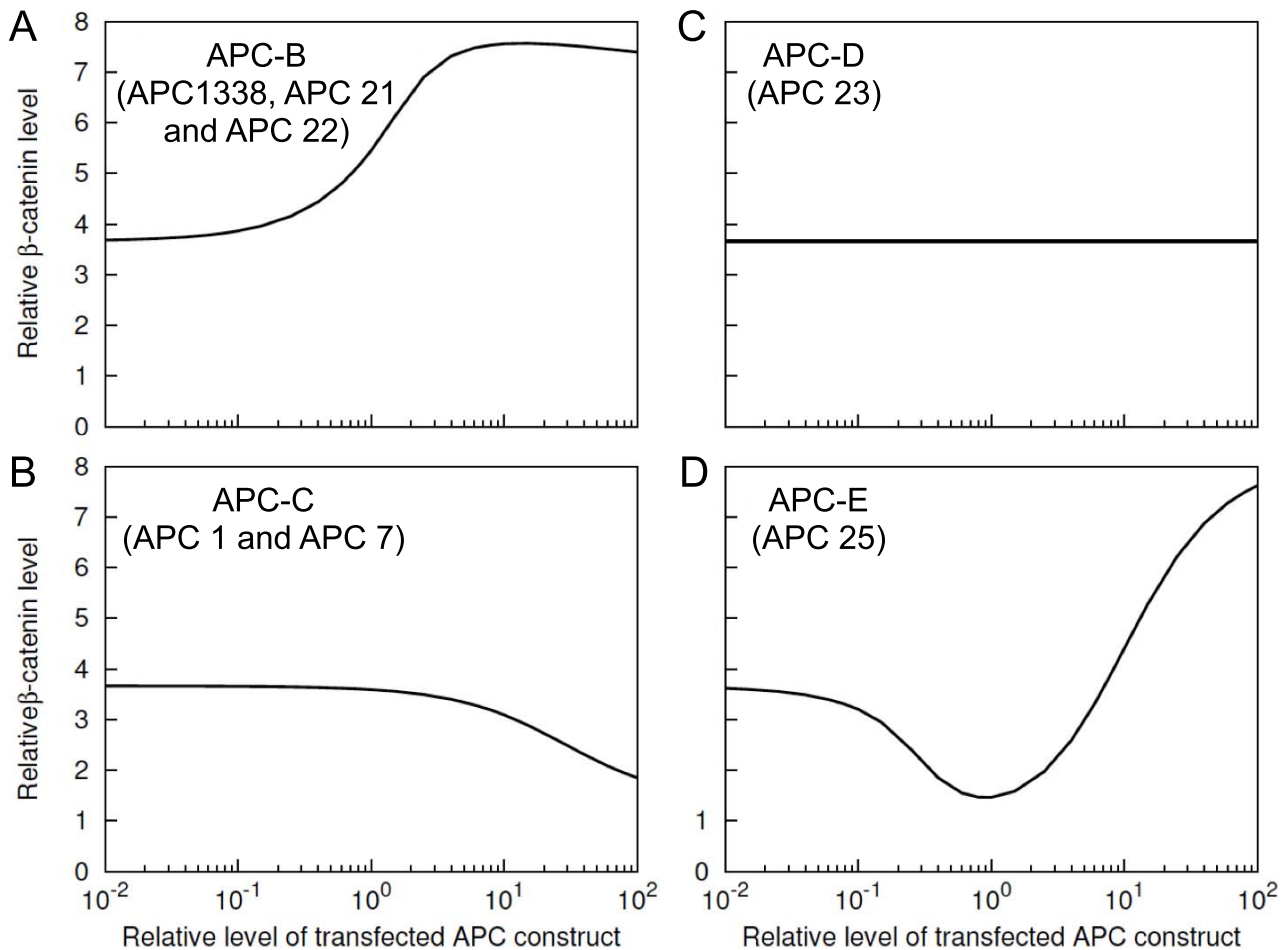 A
8
7
6
5
4
3
2
1
0
Relative β-catenin level
APC-B
(APC1338, APC 21
and APC 22)
C
APC-D
(APC 23)
B
8
7
6
5
4
3
2
1
0
Relativeβ-catenin level
APC-C
(APC 1 and APC 7)
10-2 10-1 100 101 102
Relative level of transfected APC construct
D
APC-E
(APC 25)
1
0
10-2 10-1 100 101 102
Relative level of transfected APC construct